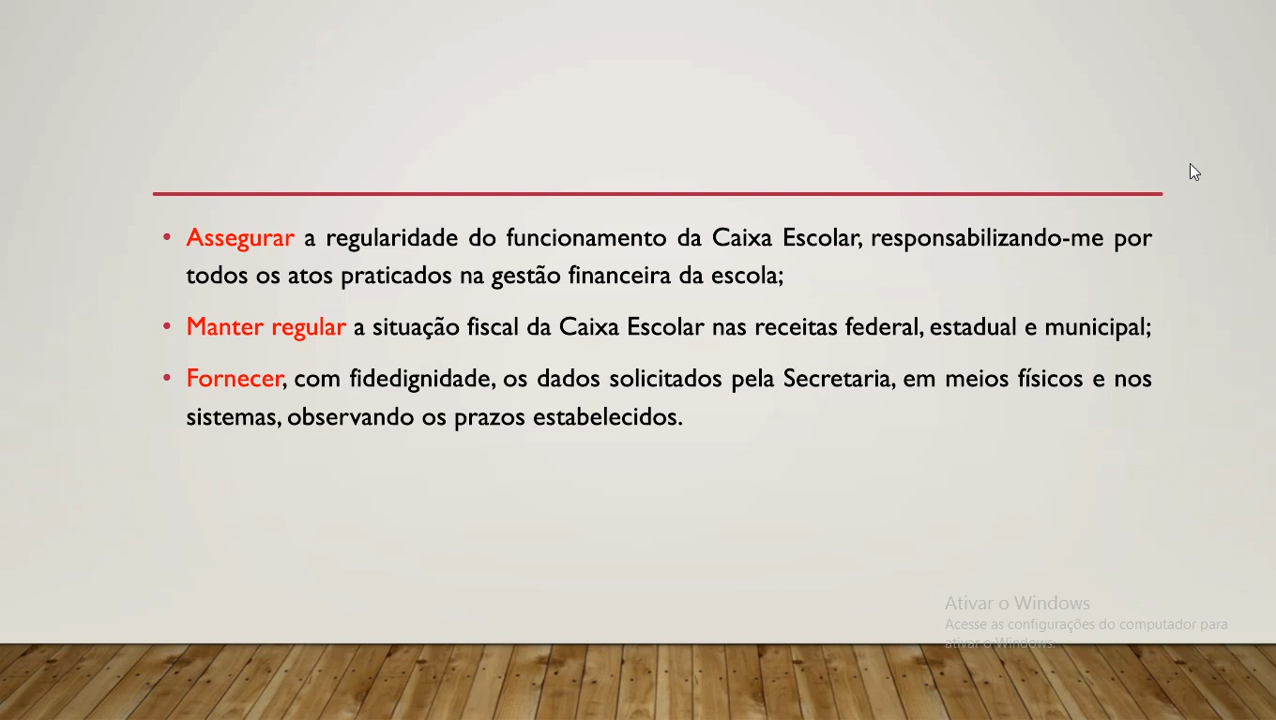 • Assegurar a regularidade do funcionamento da Caixa Escolar, responsabilizando-me por
todos os atos praticados na gestão financeira da escola;
• Manter regular a situação fiscal da Caixa Escolar nas receitas federal, estadual e municipal;
• Fornecer, com fidedignidade, os dados solicitados pela Secretaria, em meios físicos e nos
sistemas, observando os prazos estabelecidos.
Ativar o Windows
Acesse as configurações do computador para
ativar o Windows.